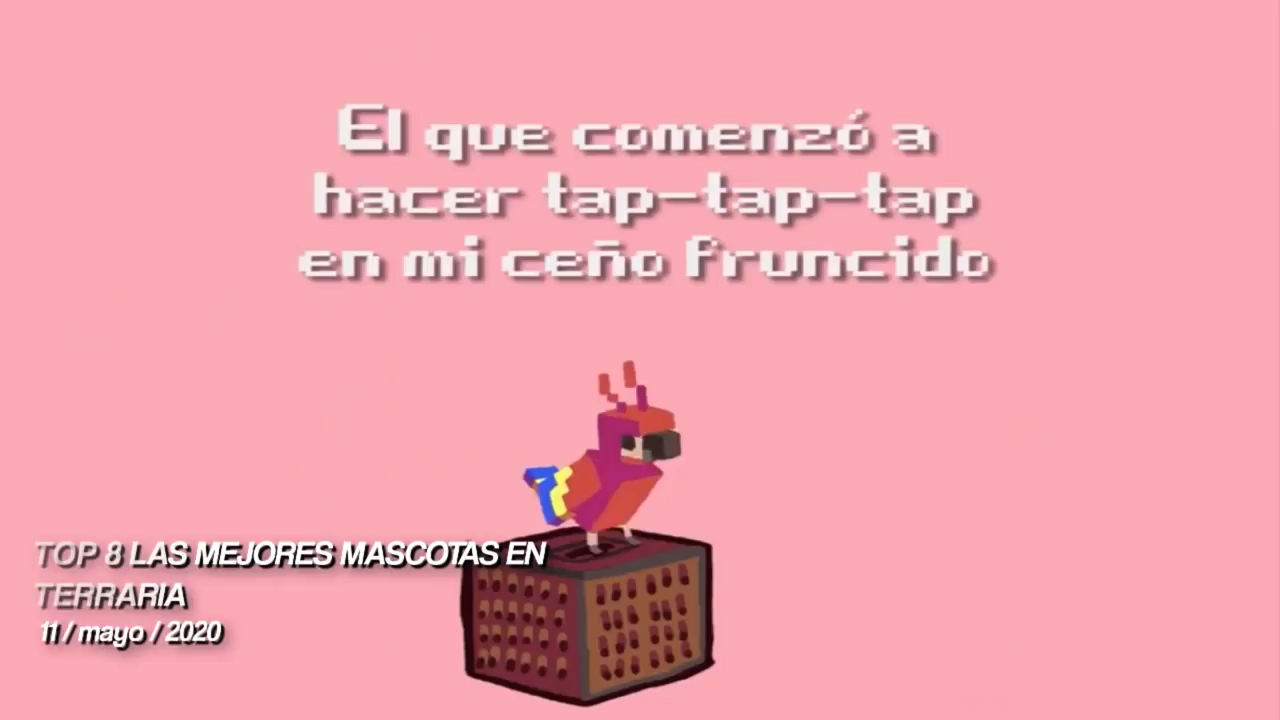 El que comenzó a
hacer tap-tap-tap
en mi ceño fruncido
TOP 8 LAS MEJORES MASCOTAS EN
TERRARIA
11 / mayo / 2020